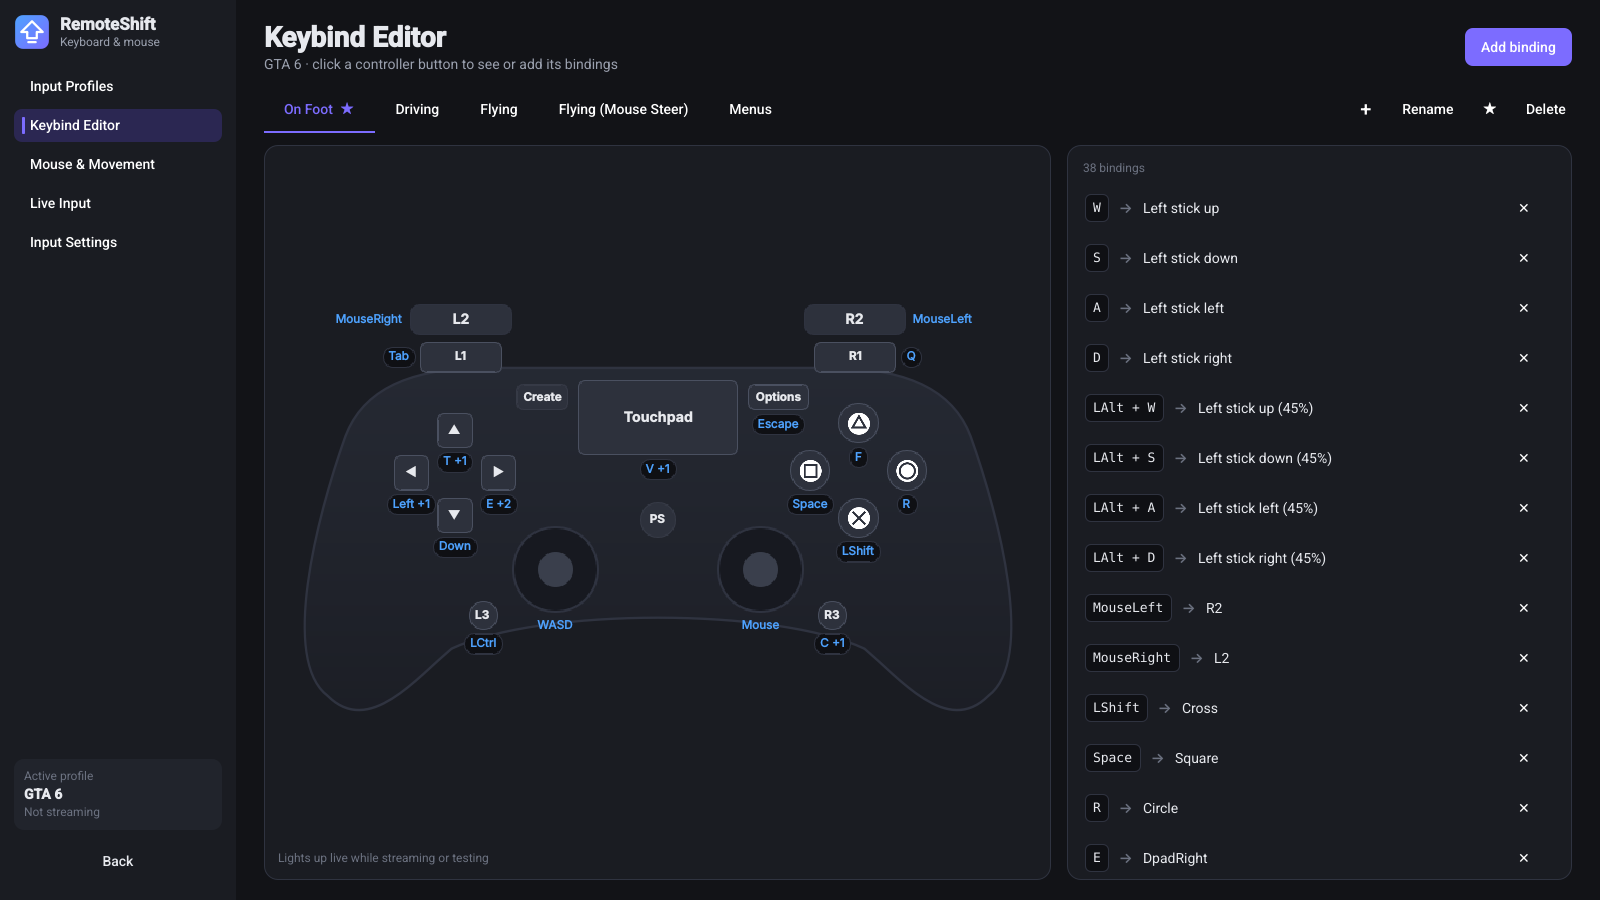 RemoteShift
Keyboard & mouse
Input Profiles
Keybind Editor
Mouse & Movement
Live Input
Input Settings
Active profile
GTA 6
Not streaming
Back
Keybind Editor
GTA 6 · click a controller button to see or add its bindings
Add binding
On Foot ★ Driving Flying Flying (Mouse Steer) Menus
+ Rename ★ Delete
MouseRight L2 R2 MouseLeft
Tab L1 R1 Q
Create Touchpad Options
Escape
T +1 V +1 F
Left +1 E +2 Space R
Down PS LShift
L3 WASD Mouse R3
LCtrl C +1
Lights up live while streaming or testing
38 bindings
W → Left stick up ✕
S → Left stick down ✕
A → Left stick left ✕
D → Left stick right ✕
LAlt + W → Left stick up (45%) ✕
LAlt + S → Left stick down (45%) ✕
LAlt + A → Left stick left (45%) ✕
LAlt + D → Left stick right (45%) ✕
MouseLeft → R2 ✕
MouseRight → L2 ✕
LShift → Cross ✕
Space → Square ✕
R → Circle ✕
E → DpadRight ✕